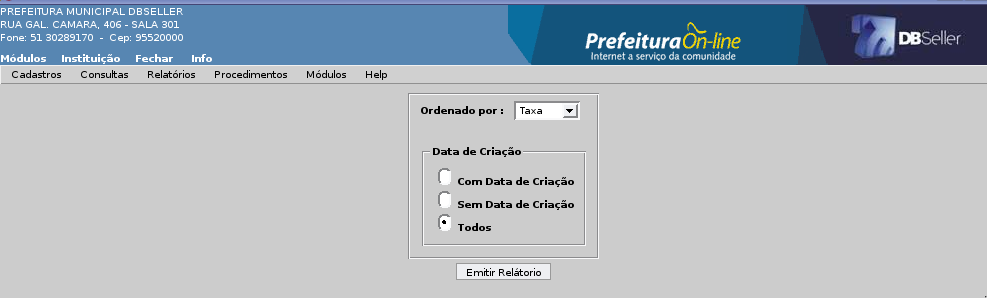 PREFEITURA MUNICIPAL DBSELLER
RUA GAL. CAMARA, 406 - SALA 301
Fone: 51 30289170 - Cep: 95520000
PrefeituraOn-line
Internet a serviço da comunidade
DBSeller
Módulos Instituição Fechar Info
Cadastros Consultas Relatórios Procedimentos Módulos Help
Ordenado por : Taxa
Data de Criação
Com Data de Criação
Sem Data de Criação
Todos
Emitir Relátorio